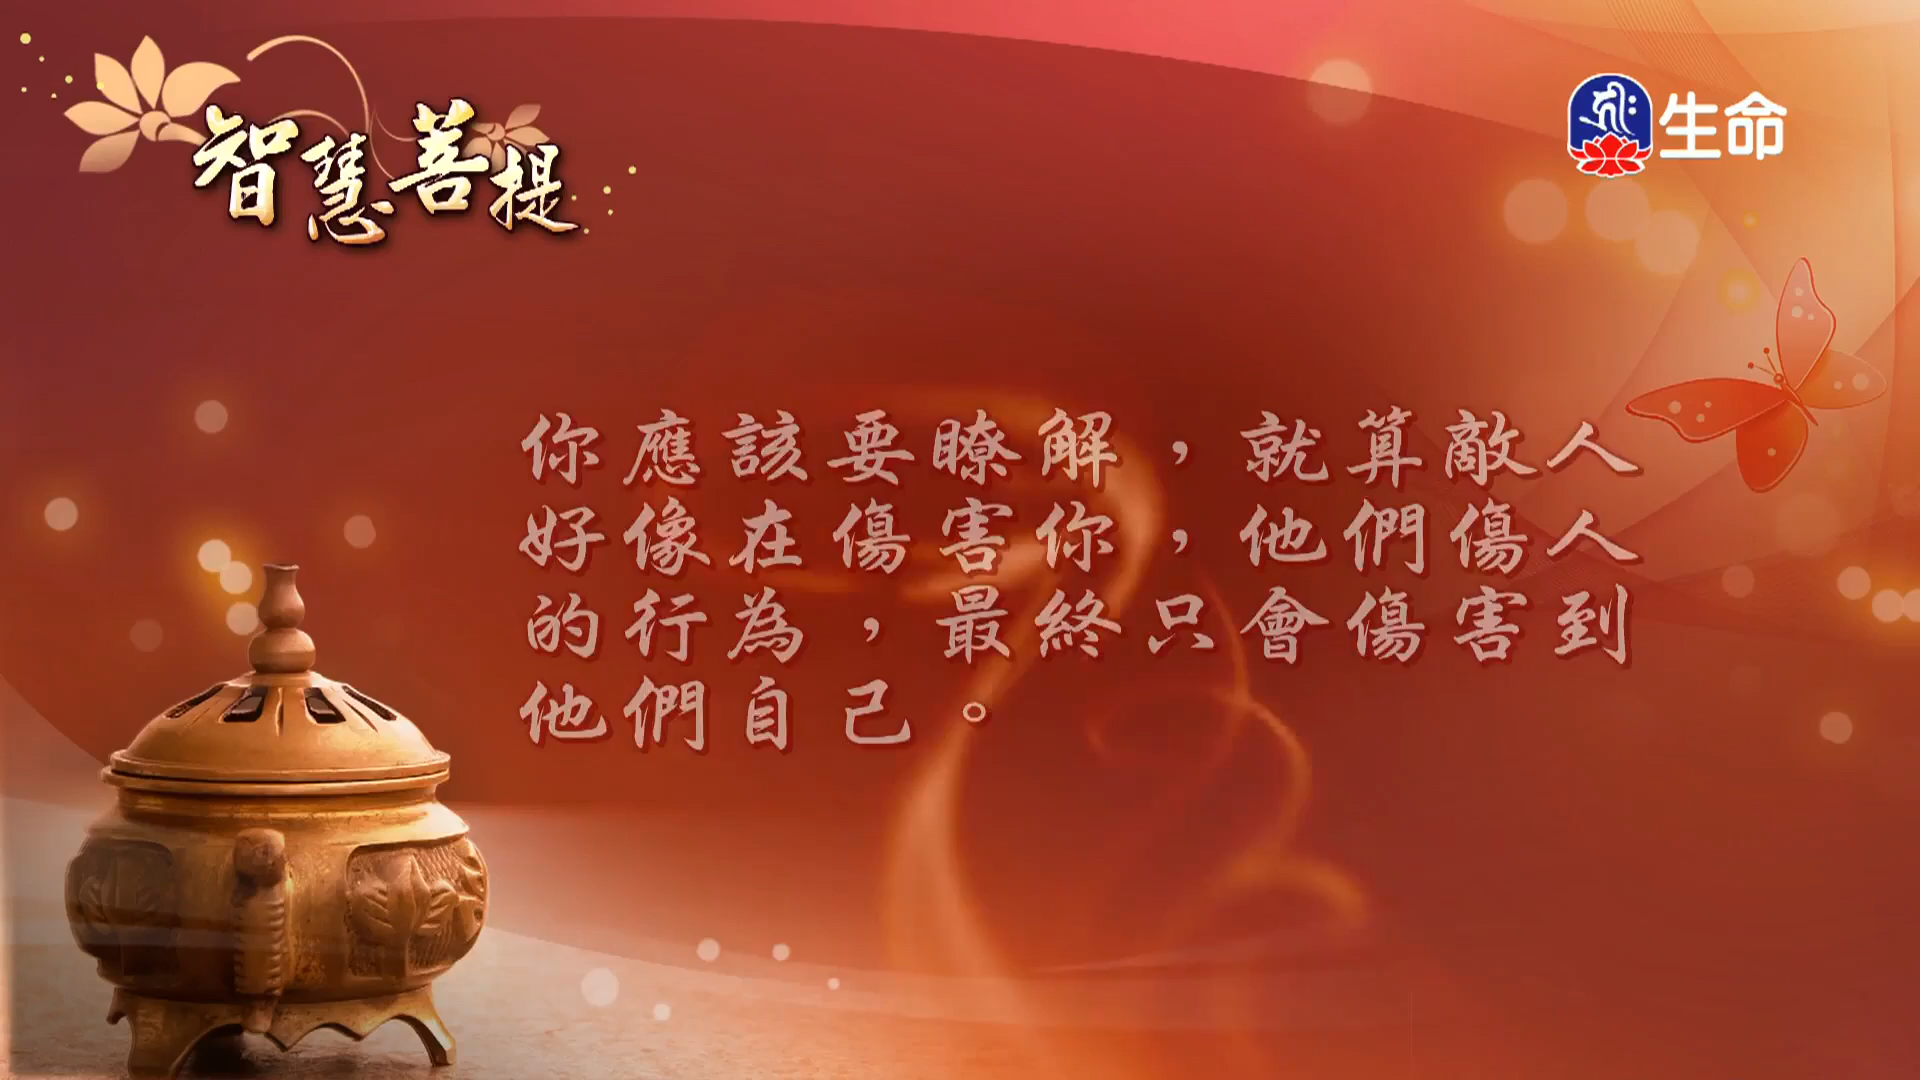 智慧菩提
生命
你應該要瞭解，就算敵人
好像在傷害你，他們傷人
的行為，最終只會傷害到
他們自己。